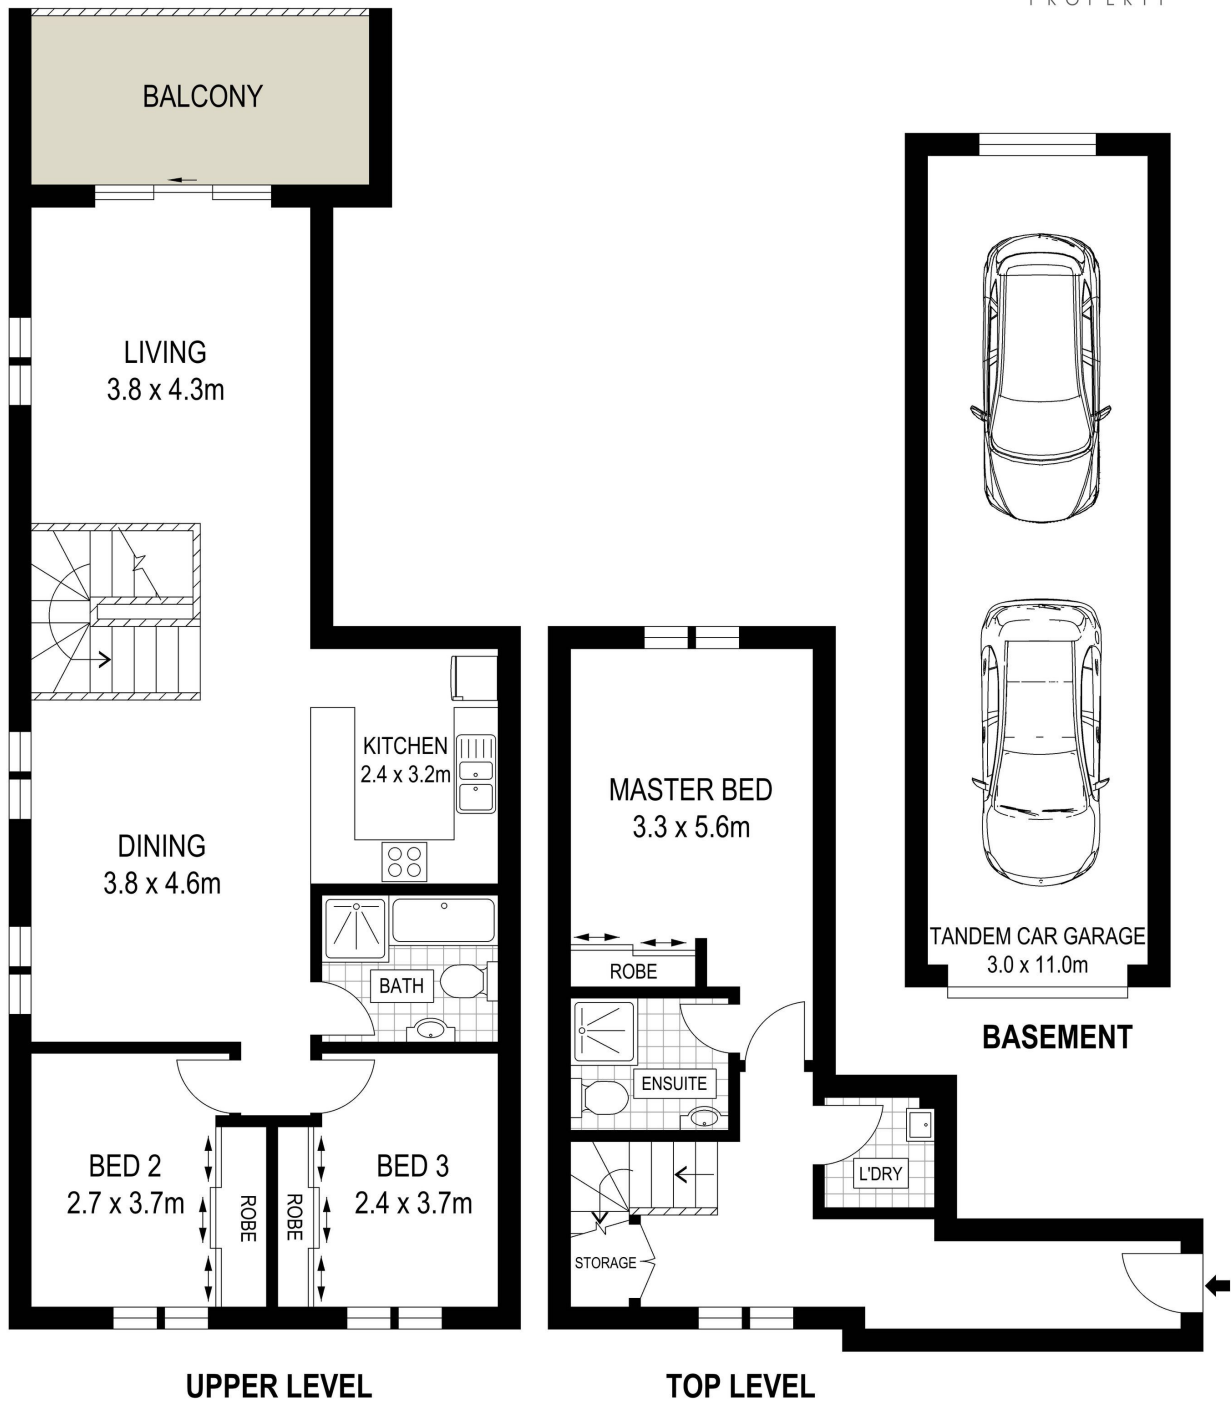 BALCONY
LIVING
3.8 x 4.3m
KITCHEN
2.4 x 3.2m
DINING
3.8 x 4.6m
BATH
BED 2
2.7 x 3.7m
ROBE
ROBE
BED 3
2.4 x 3.7m
UPPER LEVEL
MASTER BED
3.3 x 5.6m
ROBE
ENSUITE
L'DRY
STORAGE
TOP LEVEL
TANDEM CAR GARAGE
3.0 x 11.0m
BASEMENT
PROPERTY